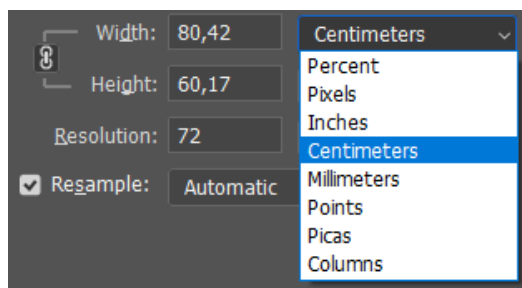 Width: 80,42 Centimeters
Percent
Height: 60,17
Pixels
Inches
Resolution: 72
Centimeters
Resample: Automatic
Millimeters
Points
Picas
Columns